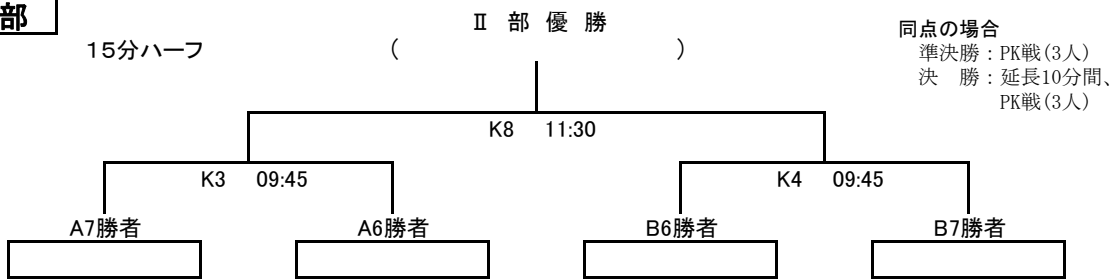 部
Ⅱ 部 優 勝
15分ハーフ
(                    )
同点の場合
準決勝：PK戦(3人)
決　勝：延長10分間、
PK戦(3人)
K8 11:30
K3 09:45
K4 09:45
A7勝者
A6勝者
B6勝者
B7勝者